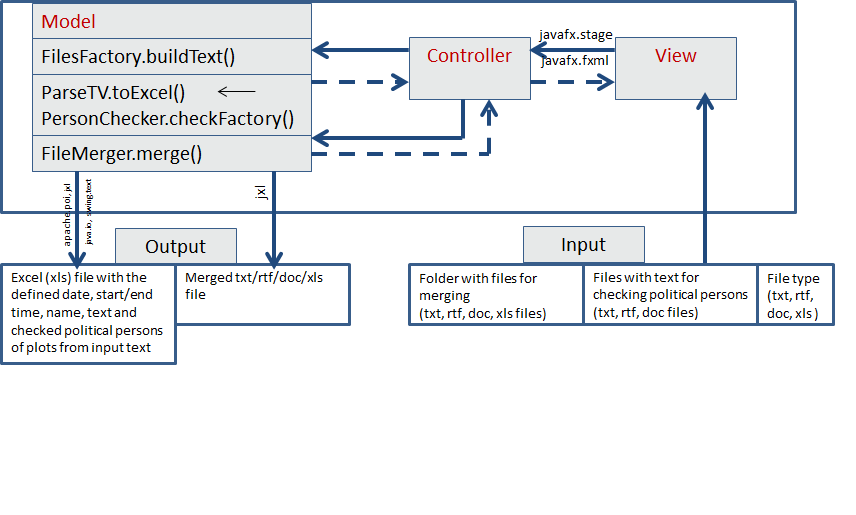 Model
FilesFactory.buildText()
ParseTV.toExcel()
PersonChecker.checkFactory()
FileMerger.merge()
Controller
javafx.stage
javafx.fxml
View
apache.poi, jxl
java.io, swing.text
jxl
Output
Excel (xls) file with the
defined date, start/end
time, name, text and
checked political persons
of plots from input text
Merged txt/rtf/doc/xls
file
Input
Folder with files for
merging
(txt, rtf, doc, xls files)
Files with text for
checking political persons
(txt, rtf, doc files)
File type
(txt, rtf,
doc, xls )